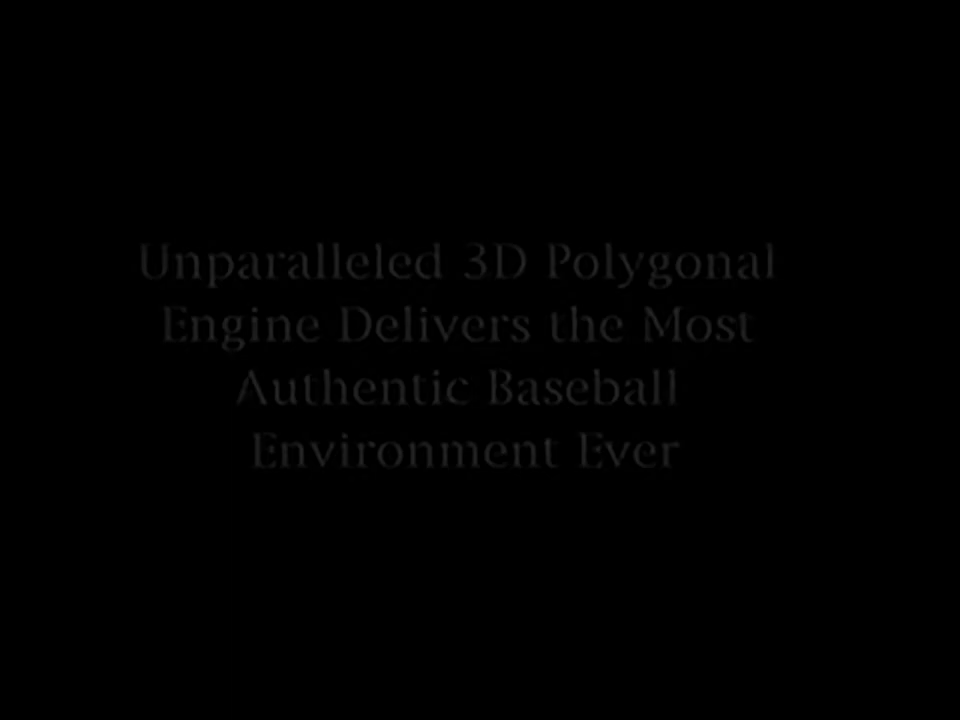 Unparalleled 3D Polygonal
Engine Delivers the Most
Authentic Baseball
Environment Ever